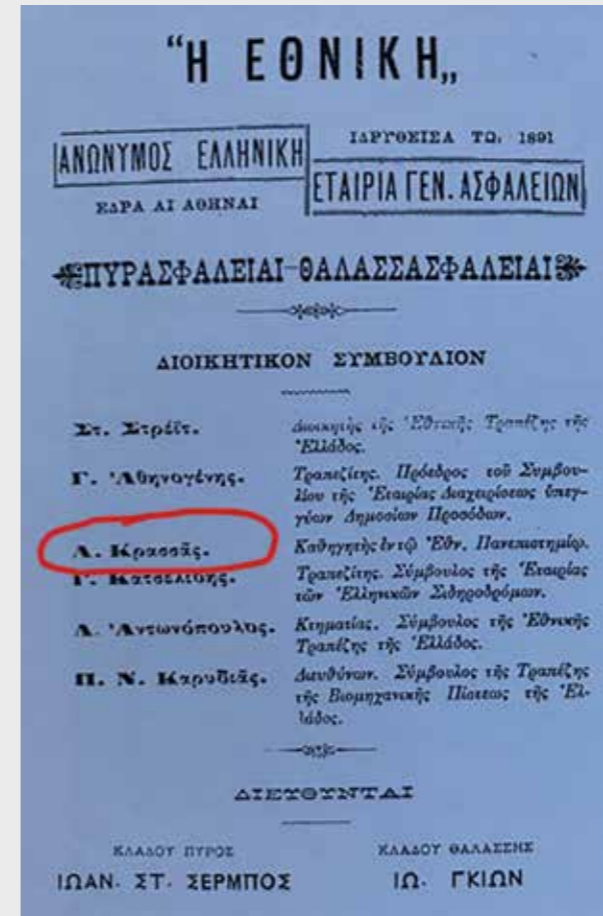 “Η ΕΘΝΙΚΗ„
ΑΝΩΝΥΜΟΣ ΕΛΛΗΝΙΚΗ
ΙΔΡΥΘΕΙΣΑ ΤΩ, 1891
ΕΔΡΑ ΑΙ ΑΘΗΝΑΙ
ΕΤΑΙΡΙΑ ΓΕΝ. ΑΣΦΑΛΕΙΩΝ
ΠΥΡΑΣΦΑΛΕΙΑΙ-ΘΑΛΑΣΣΑΣΦΑΛΕΙΑΙ
ΔΙΟΙΚΗΤΙΚΟΝ ΣΥΜΒΟΥΛΙΟΝ
Στ. Στρέϊτ. Διοικητὴς τῆς Ἐθνικῆς Τραπέζης τῆς
Ἑλλάδος.
Γ. Ἀθηνογένης. Τραπεζίτης. Πρόεδρος τοῦ Συμβου-
λίου τῆς Ἑταιρίας Διαχειρίσεως ὑπεγ-
γύων Δημοσίων Προσόδων.
Α. Κρασσᾶς. Καθηγητὴς ἐν τῷ Ἐθν. Πανεπιστημίῳ.
Γ. Κατσελίδης. Τραπεζίτης. Σύμβουλος τῆς Ἑταιρίας
τῶν Ἑλληνικῶν Σιδηροδρόμων.
Λ. Ἀντωνόπουλος. Κτηματίας. Σύμβουλος τῆς Ἐθνικῆς
Τραπέζης τῆς Ἑλλάδος.
Π. Ν. Καρυδιᾶς. Διευθύνων. Σύμβουλος τῆς Τραπέζης
τῆς Βιομηχανικῆς Πίστεως τῆς Ἑλ-
λάδος.
ΔΙΕΥΘΥΝΤΑΙ
ΚΛΑΔΟΥ ΠΥΡΟΣ ΚΛΑΔΟΥ ΘΑΛΑΣΣΗΣ
ΙΩΑΝ. ΣΤ. ΣΕΡΜΠΟΣ ΙΩ. ΓΚΙΩΝ